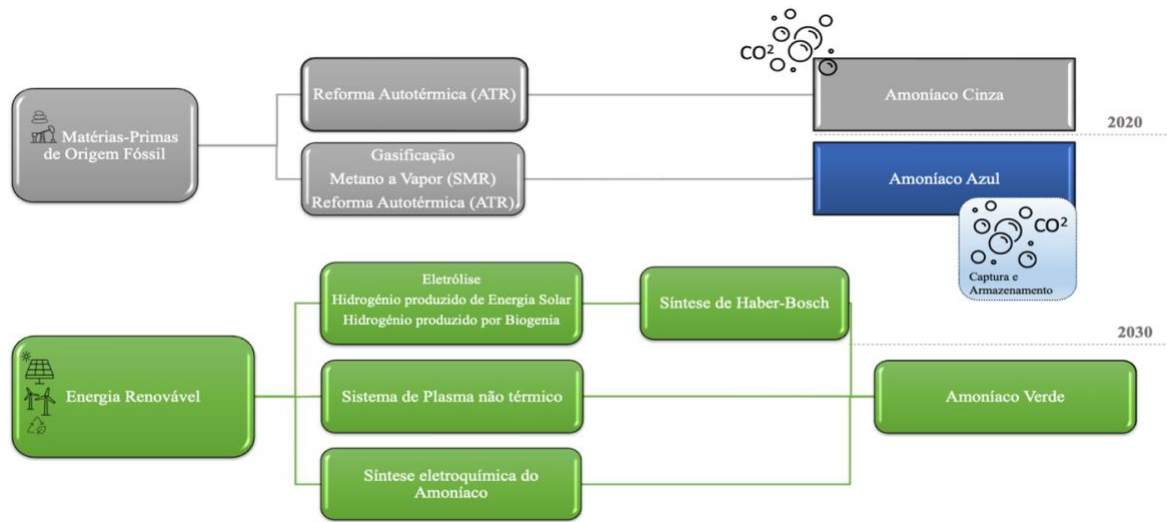 CO²
Reforma Autotérmica (ATR)
Amoníaco Cinza
Matérias-Primas
de Origem Fóssil
2020
Gasificação
Metano a Vapor (SMR)
Reforma Autotérmica (ATR)
Amoníaco Azul
CO²
Captura e
Armazenamento
Eletrólise
Hidrogénio produzido de Energia Solar
Hidrogénio produzido por Biogenia
Síntese de Haber-Bosch
2030
Energia Renovável
Sistema de Plasma não térmico
Amoníaco Verde
Síntese eletroquímica do
Amoníaco